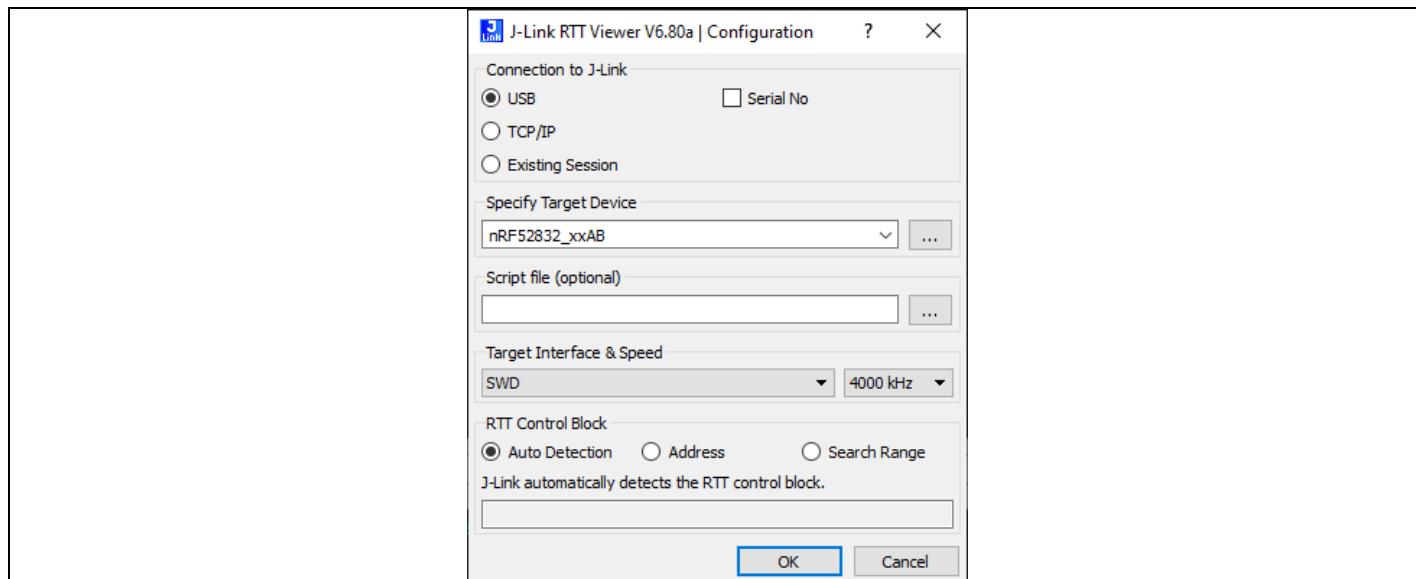 J-Link RTT Viewer V6.80a | Configuration ?
Connection to J-Link
USB Serial No
TCP/IP
Existing Session
Specify Target Device
nRF52832_xxAB ...
Script file (optional)
...
Target Interface & Speed
SWD 4000 kHz
RTT Control Block
Auto Detection Address Search Range
J-Link automatically detects the RTT control block.
OK Cancel